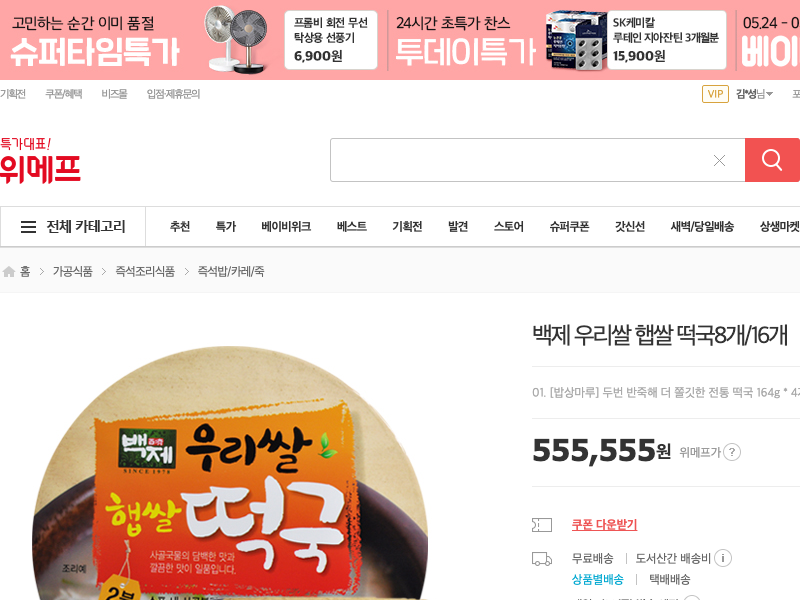 고민하는 순간 이미 품절
슈퍼타임특가
프롬비 회전 무선
탁상용 선풍기
6,900원
24시간 초특가 찬스
투데이특가
SK케미칼
루테인 지아잔틴 3개월분
15,900원
05.24 - 0
베이
기획전 쿠폰/혜택 비즈몰 입점·제휴문의
VIP 김*성님
특가대표!
위메프
전체 카테고리 추천 특가 베이비위크 베스트 기획전 발견 스토어 슈퍼쿠폰 갓신선 새벽/당일배송 상생마켓
홈 가공식품 즉석조리식품 즉석밥/카레/죽
백제 우리쌀 햅쌀 떡국8개/16개
01. [밥상마루] 두번 반죽해 더 쫄깃한 전통 떡국 164g * 4
555,555원 위메프가 ?
쿠폰 다운받기
무료배송 도서산간 배송비 i
상품별배송 택배배송
백제
SINCE 1970
우리쌀
햅쌀
떡국
사골국물의 담백한 맛과
깔끔한 맛이 일품입니다.
조리예
2분